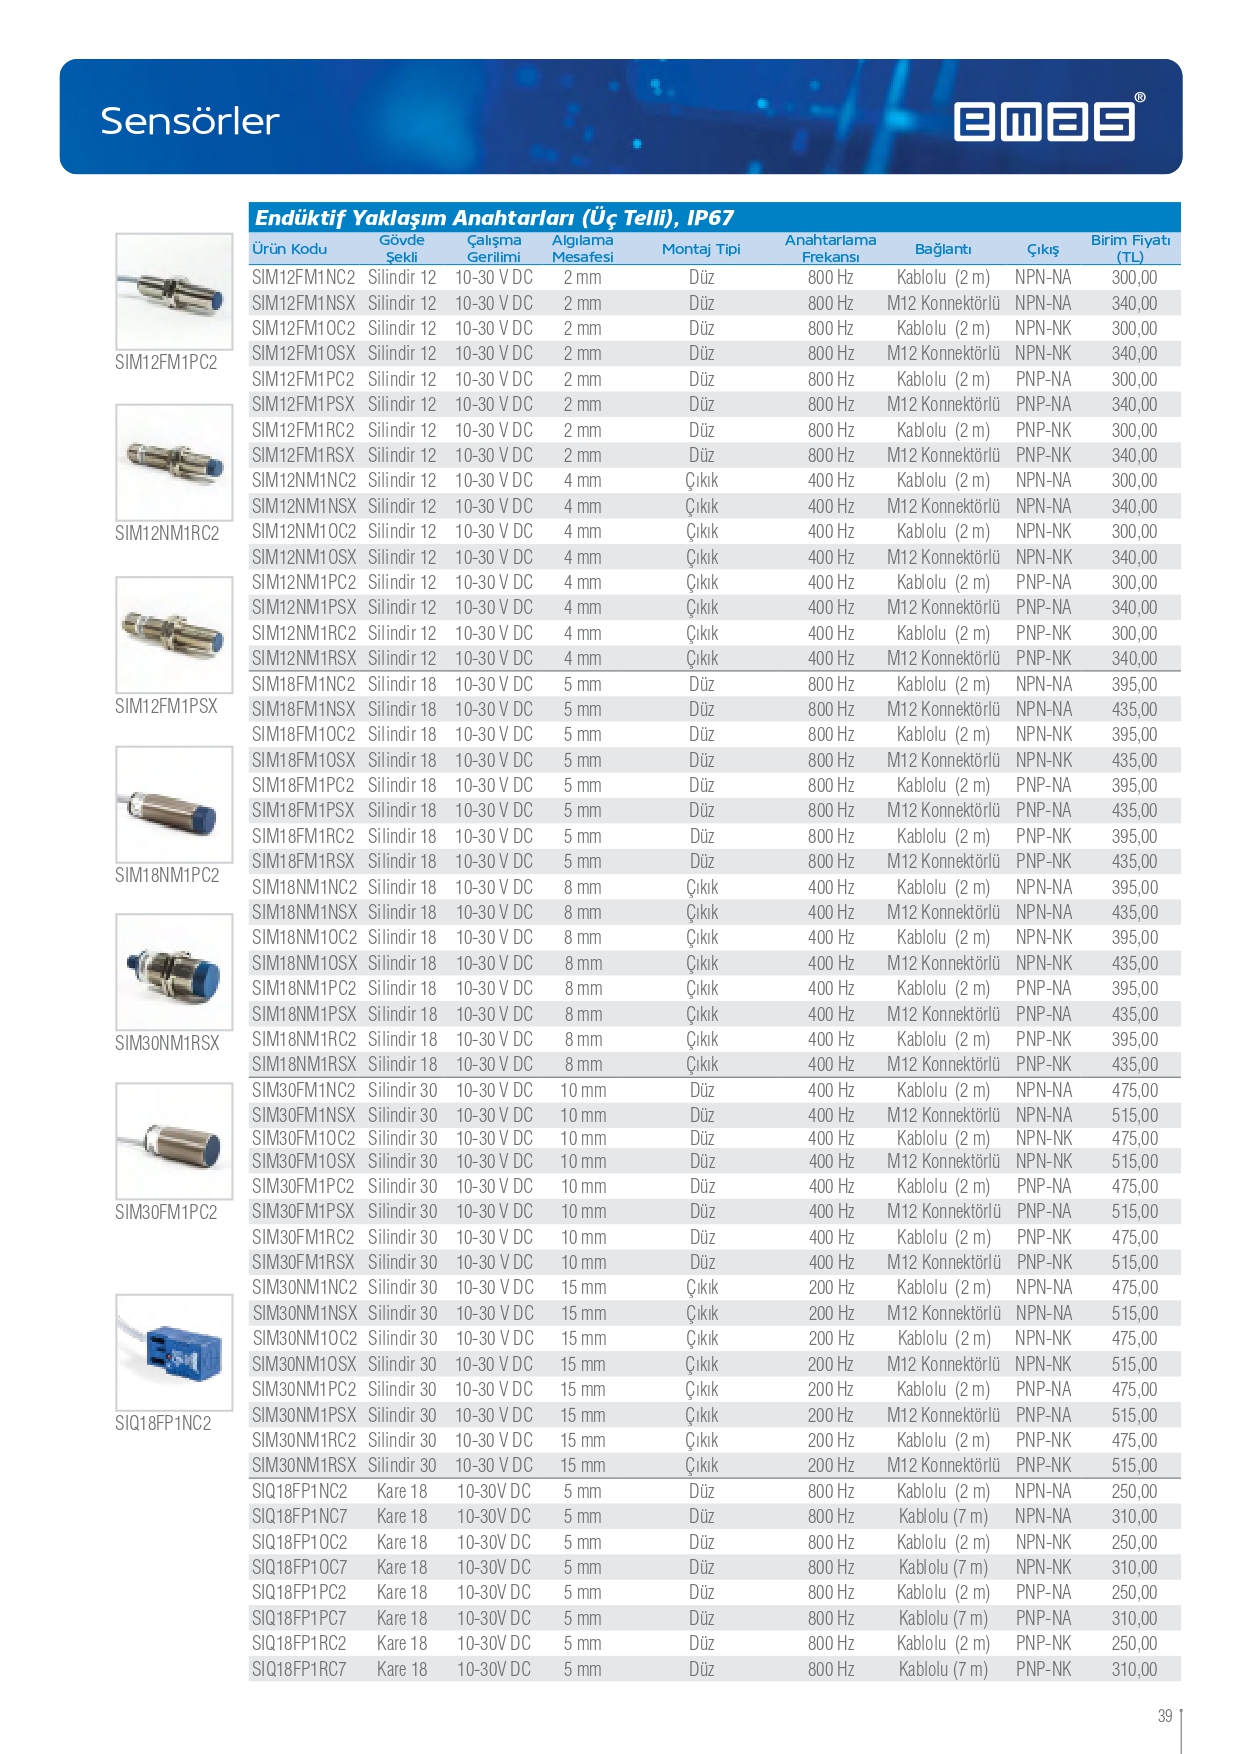 Sensörler
emas®
Endüktif Yaklaşım Anahtarları (Üç Telli), IP67
Ürün Kodu Gövde Şekli Çalışma Gerilimi Algılama Mesafesi Montaj Tipi Anahtarlama Frekansı Bağlantı Çıkış Birim Fiyatı (TL)
SIM12FM1NC2 Silindir 12 10-30 V DC 2 mm Düz 800 Hz Kablolu (2 m) NPN-NA 300,00
SIM12FM1NSX Silindir 12 10-30 V DC 2 mm Düz 800 Hz M12 Konnektörlü NPN-NA 340,00
SIM12FM1OC2 Silindir 12 10-30 V DC 2 mm Düz 800 Hz Kablolu (2 m) NPN-NK 300,00
SIM12FM1OSX Silindir 12 10-30 V DC 2 mm Düz 800 Hz M12 Konnektörlü NPN-NK 340,00
SIM12FM1PC2 Silindir 12 10-30 V DC 2 mm Düz 800 Hz Kablolu (2 m) PNP-NA 300,00
SIM12FM1PSX Silindir 12 10-30 V DC 2 mm Düz 800 Hz M12 Konnektörlü PNP-NA 340,00
SIM12FM1RC2 Silindir 12 10-30 V DC 2 mm Düz 800 Hz Kablolu (2 m) PNP-NK 300,00
SIM12FM1RSX Silindir 12 10-30 V DC 2 mm Düz 800 Hz M12 Konnektörlü PNP-NK 340,00
SIM12NM1NC2 Silindir 12 10-30 V DC 4 mm Çıkık 400 Hz Kablolu (2 m) NPN-NA 300,00
SIM12NM1NSX Silindir 12 10-30 V DC 4 mm Çıkık 400 Hz M12 Konnektörlü NPN-NA 340,00
SIM12NM1OC2 Silindir 12 10-30 V DC 4 mm Çıkık 400 Hz Kablolu (2 m) NPN-NK 300,00
SIM12NM1OSX Silindir 12 10-30 V DC 4 mm Çıkık 400 Hz M12 Konnektörlü NPN-NK 340,00
SIM12NM1PC2 Silindir 12 10-30 V DC 4 mm Çıkık 400 Hz Kablolu (2 m) PNP-NA 300,00
SIM12NM1PSX Silindir 12 10-30 V DC 4 mm Çıkık 400 Hz M12 Konnektörlü PNP-NA 340,00
SIM12NM1RC2 Silindir 12 10-30 V DC 4 mm Çıkık 400 Hz Kablolu (2 m) PNP-NK 300,00
SIM12NM1RSX Silindir 12 10-30 V DC 4 mm Çıkık 400 Hz M12 Konnektörlü PNP-NK 340,00
SIM18FM1NC2 Silindir 18 10-30 V DC 5 mm Düz 800 Hz Kablolu (2 m) NPN-NA 395,00
SIM18FM1NSX Silindir 18 10-30 V DC 5 mm Düz 800 Hz M12 Konnektörlü NPN-NA 435,00
SIM18FM1OC2 Silindir 18 10-30 V DC 5 mm Düz 800 Hz Kablolu (2 m) NPN-NK 395,00
SIM18FM1OSX Silindir 18 10-30 V DC 5 mm Düz 800 Hz M12 Konnektörlü NPN-NK 435,00
SIM18FM1PC2 Silindir 18 10-30 V DC 5 mm Düz 800 Hz Kablolu (2 m) PNP-NA 395,00
SIM18FM1PSX Silindir 18 10-30 V DC 5 mm Düz 800 Hz M12 Konnektörlü PNP-NA 435,00
SIM18FM1RC2 Silindir 18 10-30 V DC 5 mm Düz 800 Hz Kablolu (2 m) PNP-NK 395,00
SIM18FM1RSX Silindir 18 10-30 V DC 5 mm Düz 800 Hz M12 Konnektörlü PNP-NK 435,00
SIM18NM1NC2 Silindir 18 10-30 V DC 8 mm Çıkık 400 Hz Kablolu (2 m) NPN-NA 395,00
SIM18NM1NSX Silindir 18 10-30 V DC 8 mm Çıkık 400 Hz M12 Konnektörlü NPN-NA 435,00
SIM18NM1OC2 Silindir 18 10-30 V DC 8 mm Çıkık 400 Hz Kablolu (2 m) NPN-NK 395,00
SIM18NM1OSX Silindir 18 10-30 V DC 8 mm Çıkık 400 Hz M12 Konnektörlü NPN-NK 435,00
SIM18NM1PC2 Silindir 18 10-30 V DC 8 mm Çıkık 400 Hz Kablolu (2 m) PNP-NA 395,00
SIM18NM1PSX Silindir 18 10-30 V DC 8 mm Çıkık 400 Hz M12 Konnektörlü PNP-NA 435,00
SIM18NM1RC2 Silindir 18 10-30 V DC 8 mm Çıkık 400 Hz Kablolu (2 m) PNP-NK 395,00
SIM18NM1RSX Silindir 18 10-30 V DC 8 mm Çıkık 400 Hz M12 Konnektörlü PNP-NK 435,00
SIM30FM1NC2 Silindir 30 10-30 V DC 10 mm Düz 400 Hz Kablolu (2 m) NPN-NA 475,00
SIM30FM1NSX Silindir 30 10-30 V DC 10 mm Düz 400 Hz M12 Konnektörlü NPN-NA 515,00
SIM30FM1OC2 Silindir 30 10-30 V DC 10 mm Düz 400 Hz Kablolu (2 m) NPN-NK 475,00
SIM30FM1OSX Silindir 30 10-30 V DC 10 mm Düz 400 Hz M12 Konnektörlü NPN-NK 515,00
SIM30FM1PC2 Silindir 30 10-30 V DC 10 mm Düz 400 Hz Kablolu (2 m) PNP-NA 475,00
SIM30FM1PSX Silindir 30 10-30 V DC 10 mm Düz 400 Hz M12 Konnektörlü PNP-NA 515,00
SIM30FM1RC2 Silindir 30 10-30 V DC 10 mm Düz 400 Hz Kablolu (2 m) PNP-NK 475,00
SIM30FM1RSX Silindir 30 10-30 V DC 10 mm Düz 400 Hz M12 Konnektörlü PNP-NK 515,00
SIM30NM1NC2 Silindir 30 10-30 V DC 15 mm Çıkık 200 Hz Kablolu (2 m) NPN-NA 475,00
SIM30NM1NSX Silindir 30 10-30 V DC 15 mm Çıkık 200 Hz M12 Konnektörlü NPN-NA 515,00
SIM30NM1OC2 Silindir 30 10-30 V DC 15 mm Çıkık 200 Hz Kablolu (2 m) NPN-NK 475,00
SIM30NM1OSX Silindir 30 10-30 V DC 15 mm Çıkık 200 Hz M12 Konnektörlü NPN-NK 515,00
SIM30NM1PC2 Silindir 30 10-30 V DC 15 mm Çıkık 200 Hz Kablolu (2 m) PNP-NA 475,00
SIM30NM1PSX Silindir 30 10-30 V DC 15 mm Çıkık 200 Hz M12 Konnektörlü PNP-NA 515,00
SIM30NM1RC2 Silindir 30 10-30 V DC 15 mm Çıkık 200 Hz Kablolu (2 m) PNP-NK 475,00
SIM30NM1RSX Silindir 30 10-30 V DC 15 mm Çıkık 200 Hz M12 Konnektörlü PNP-NK 515,00
SIQ18FP1NC2 Kare 18 10-30V DC 5 mm Düz 800 Hz Kablolu (2 m) NPN-NA 250,00
SIQ18FP1NC7 Kare 18 10-30V DC 5 mm Düz 800 Hz Kablolu (7 m) NPN-NA 310,00
SIQ18FP1OC2 Kare 18 10-30V DC 5 mm Düz 800 Hz Kablolu (2 m) NPN-NK 250,00
SIQ18FP1OC7 Kare 18 10-30V DC 5 mm Düz 800 Hz Kablolu (7 m) NPN-NK 310,00
SIQ18FP1PC2 Kare 18 10-30V DC 5 mm Düz 800 Hz Kablolu (2 m) PNP-NA 250,00
SIQ18FP1PC7 Kare 18 10-30V DC 5 mm Düz 800 Hz Kablolu (7 m) PNP-NA 310,00
SIQ18FP1RC2 Kare 18 10-30V DC 5 mm Düz 800 Hz Kablolu (2 m) PNP-NK 250,00
SIQ18FP1RC7 Kare 18 10-30V DC 5 mm Düz 800 Hz Kablolu (7 m) PNP-NK 310,00
SIM12FM1PC2
SIM12NM1RC2
SIM12FM1PSX
SIM18NM1PC2
SIM30NM1RSX
SIM30FM1PC2
SIQ18FP1NC2
39